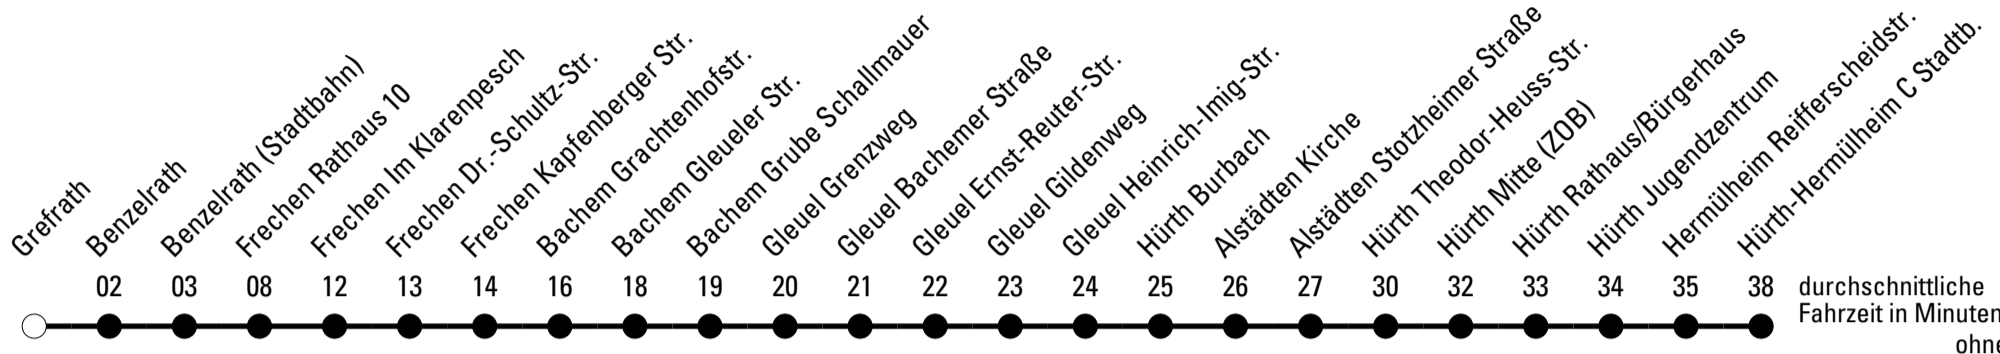 Grefrath
Benzelrath
Benzelrath (Stadtbahn)
Frechen Rathaus 10
Frechen Im Klarenpesch
Frechen Dr.-Schultz-Str.
Frechen Kapfenberger Str.
Bachem Grachtenhofstr.
Bachem Gleueler Str.
Bachem Grube Schallmauer
Gleuel Grenzweg
Gleuel Bachemer Straße
Gleuel Ernst-Reuter-Str.
Gleuel Gildenweg
Gleuel Heinrich-Imig-Str.
Hürth Burbach
Alstädten Kirche
Alstädten Stotzheimer Straße
Hürth Theodor-Heuss-Str.
Hürth Mitte (ZOB)
Hürth Rathaus/Bürgerhaus
Hürth Jugendzentrum
Hermülheim Reifferscheidstr.
Hürth-Hermülheim C Stadtb.
02 03 08 12 13 14 16 18 19 20 21 22 23 24 25 26 27 30 32 33 34 35 38 durchschnittliche
Fahrzeit in Minuten
ohne